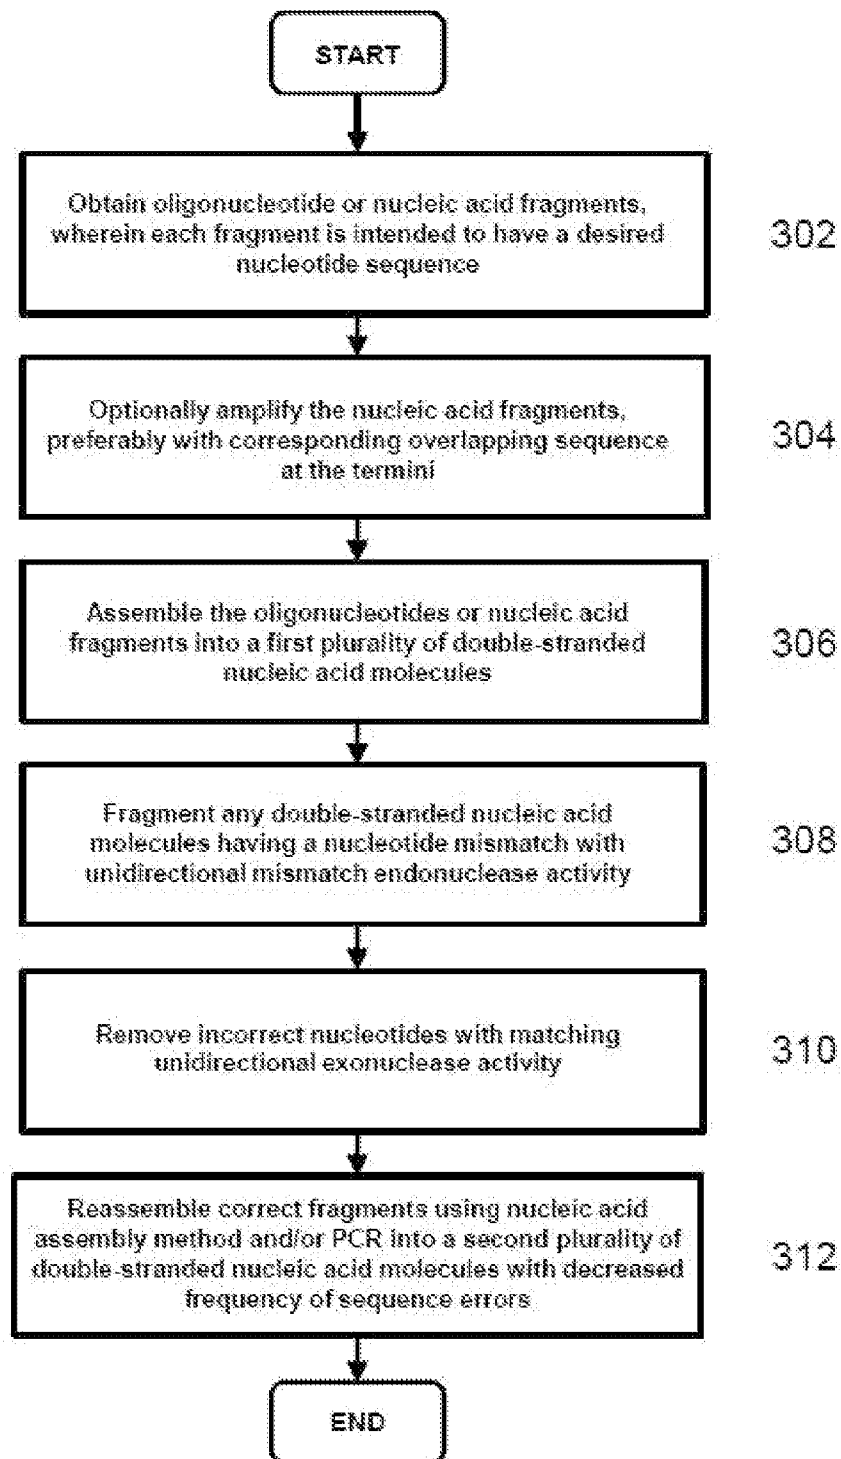 START
Obtain oligonucleotide or nucleic acid fragments,
wherein each fragment is intended to have a desired
nucleotide sequence
302
Optionally amplify the nucleic acid fragments,
preferably with corresponding overlapping sequence
at the termini
304
Assemble the oligonucleotides or nucleic acid
fragments into a first plurality of double-stranded
nucleic acid molecules
306
Fragment any double-stranded nucleic acid
molecules having a nucleotide mismatch with
unidirectional mismatch endonuclease activity
308
Remove incorrect nucleotides with matching
unidirectional exonuclease activity
310
Reassemble correct fragments using nucleic acid
assembly method and/or PCR into a second plurality of
double-stranded nucleic acid molecules with decreased
frequency of sequence errors
312
END